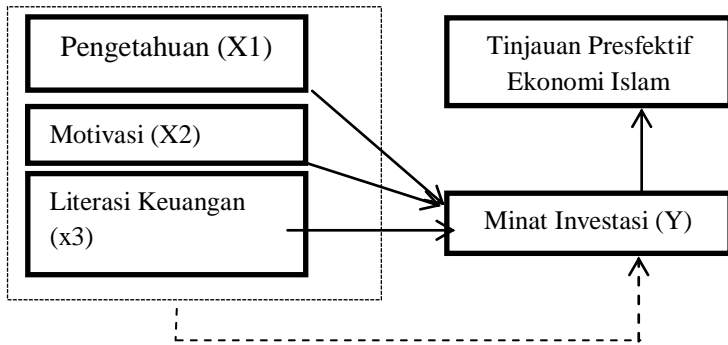 Pengetahuan (X1)
Motivasi (X2)
Literasi Keuangan
(x3)
Tinjauan Presfektif
Ekonomi Islam
Minat Investasi (Y)